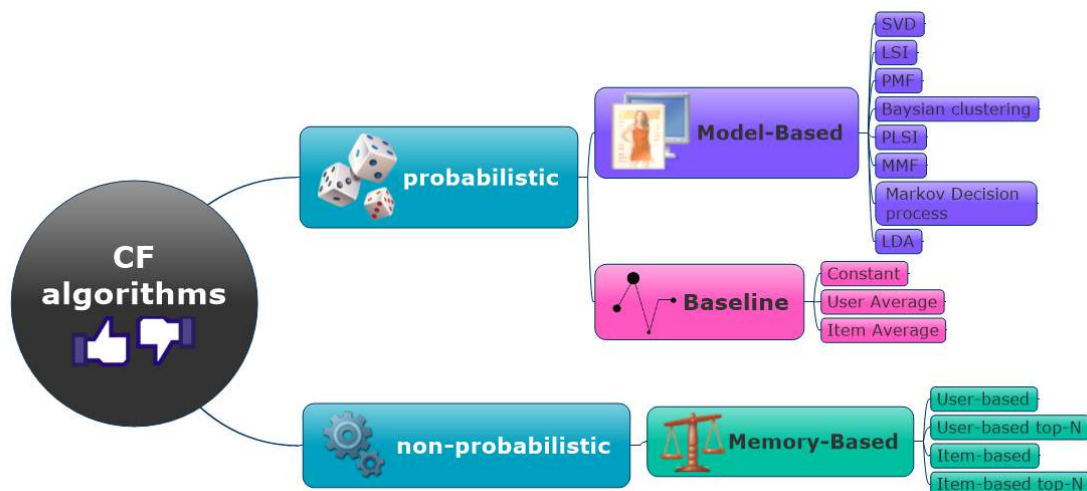 CF
algorithms
probabilistic
Model-Based
SVD
LSI
PMF
Baysian clustering
PLSI
MMF
Markov Decision
process
LDA
Baseline
Constant
User Average
Item Average
non-probabilistic
Memory-Based
User-based
User-based top-N
Item-based
Item-based top-N